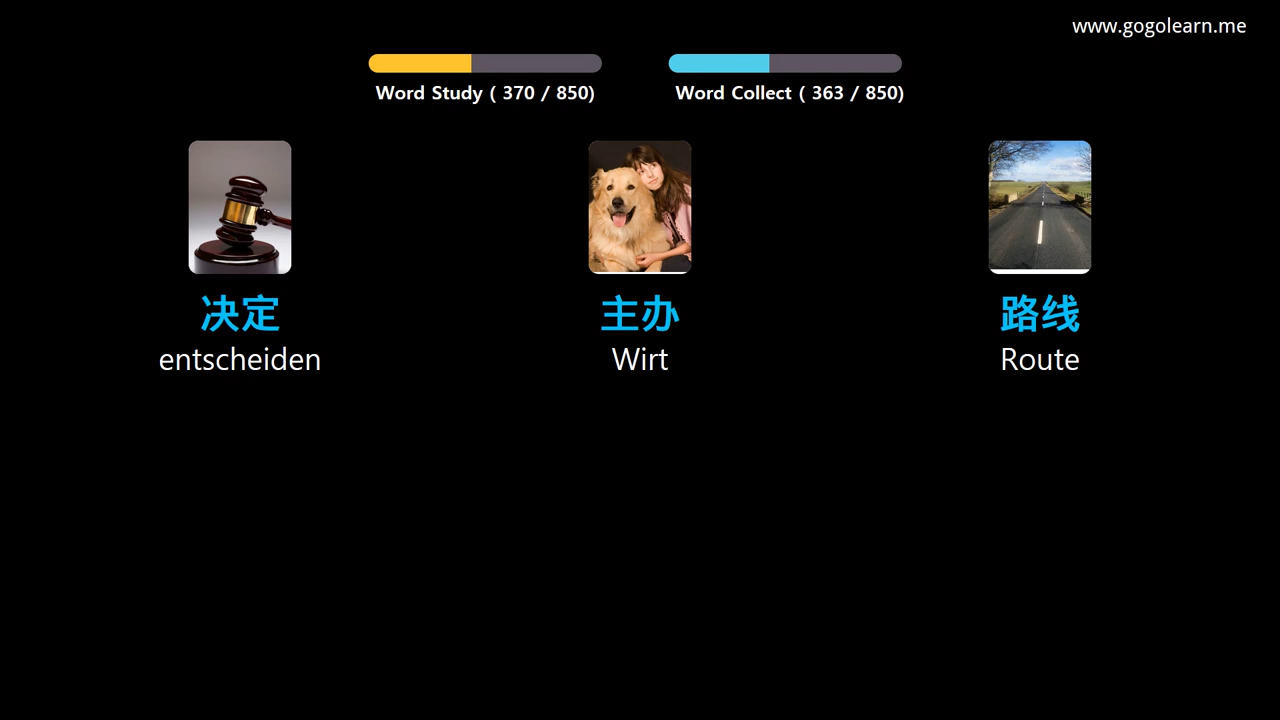 www.gogolearn.me
Word Study ( 370 / 850)
Word Collect ( 363 / 850)
决定
entscheiden
主办
Wirt
路线
Route